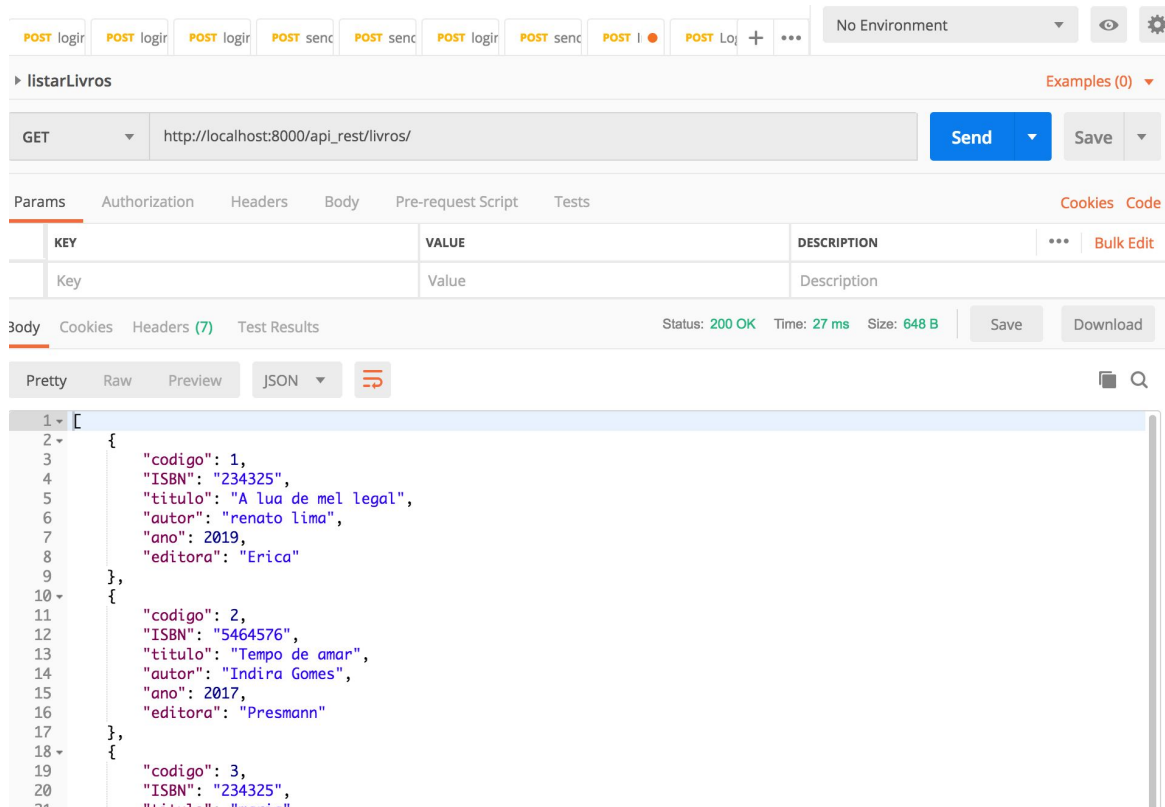 POST login POST login POST login POST send POST send POST login POST send POST l POST Log + ••• No Environment
listarLivros Examples (0)
GET http://localhost:8000/api_rest/livros/ Send Save
Params Authorization Headers Body Pre-request Script Tests Cookies Code
KEY VALUE DESCRIPTION ••• Bulk Edit
Key Value Description
Body Cookies Headers (7) Test Results Status: 200 OK Time: 27 ms Size: 648 B Save Download
Pretty Raw Preview JSON
1 [
2 {
3 "codigo": 1,
4 "ISBN": "234325",
5 "titulo": "A lua de mel legal",
6 "autor": "renato lima",
7 "ano": 2019,
8 "editora": "Erica"
9 },
10 {
11 "codigo": 2,
12 "ISBN": "5464576",
13 "titulo": "Tempo de amar",
14 "autor": "Indira Gomes",
15 "ano": 2017,
16 "editora": "Presmann"
17 },
18 {
19 "codigo": 3,
20 "ISBN": "234325",